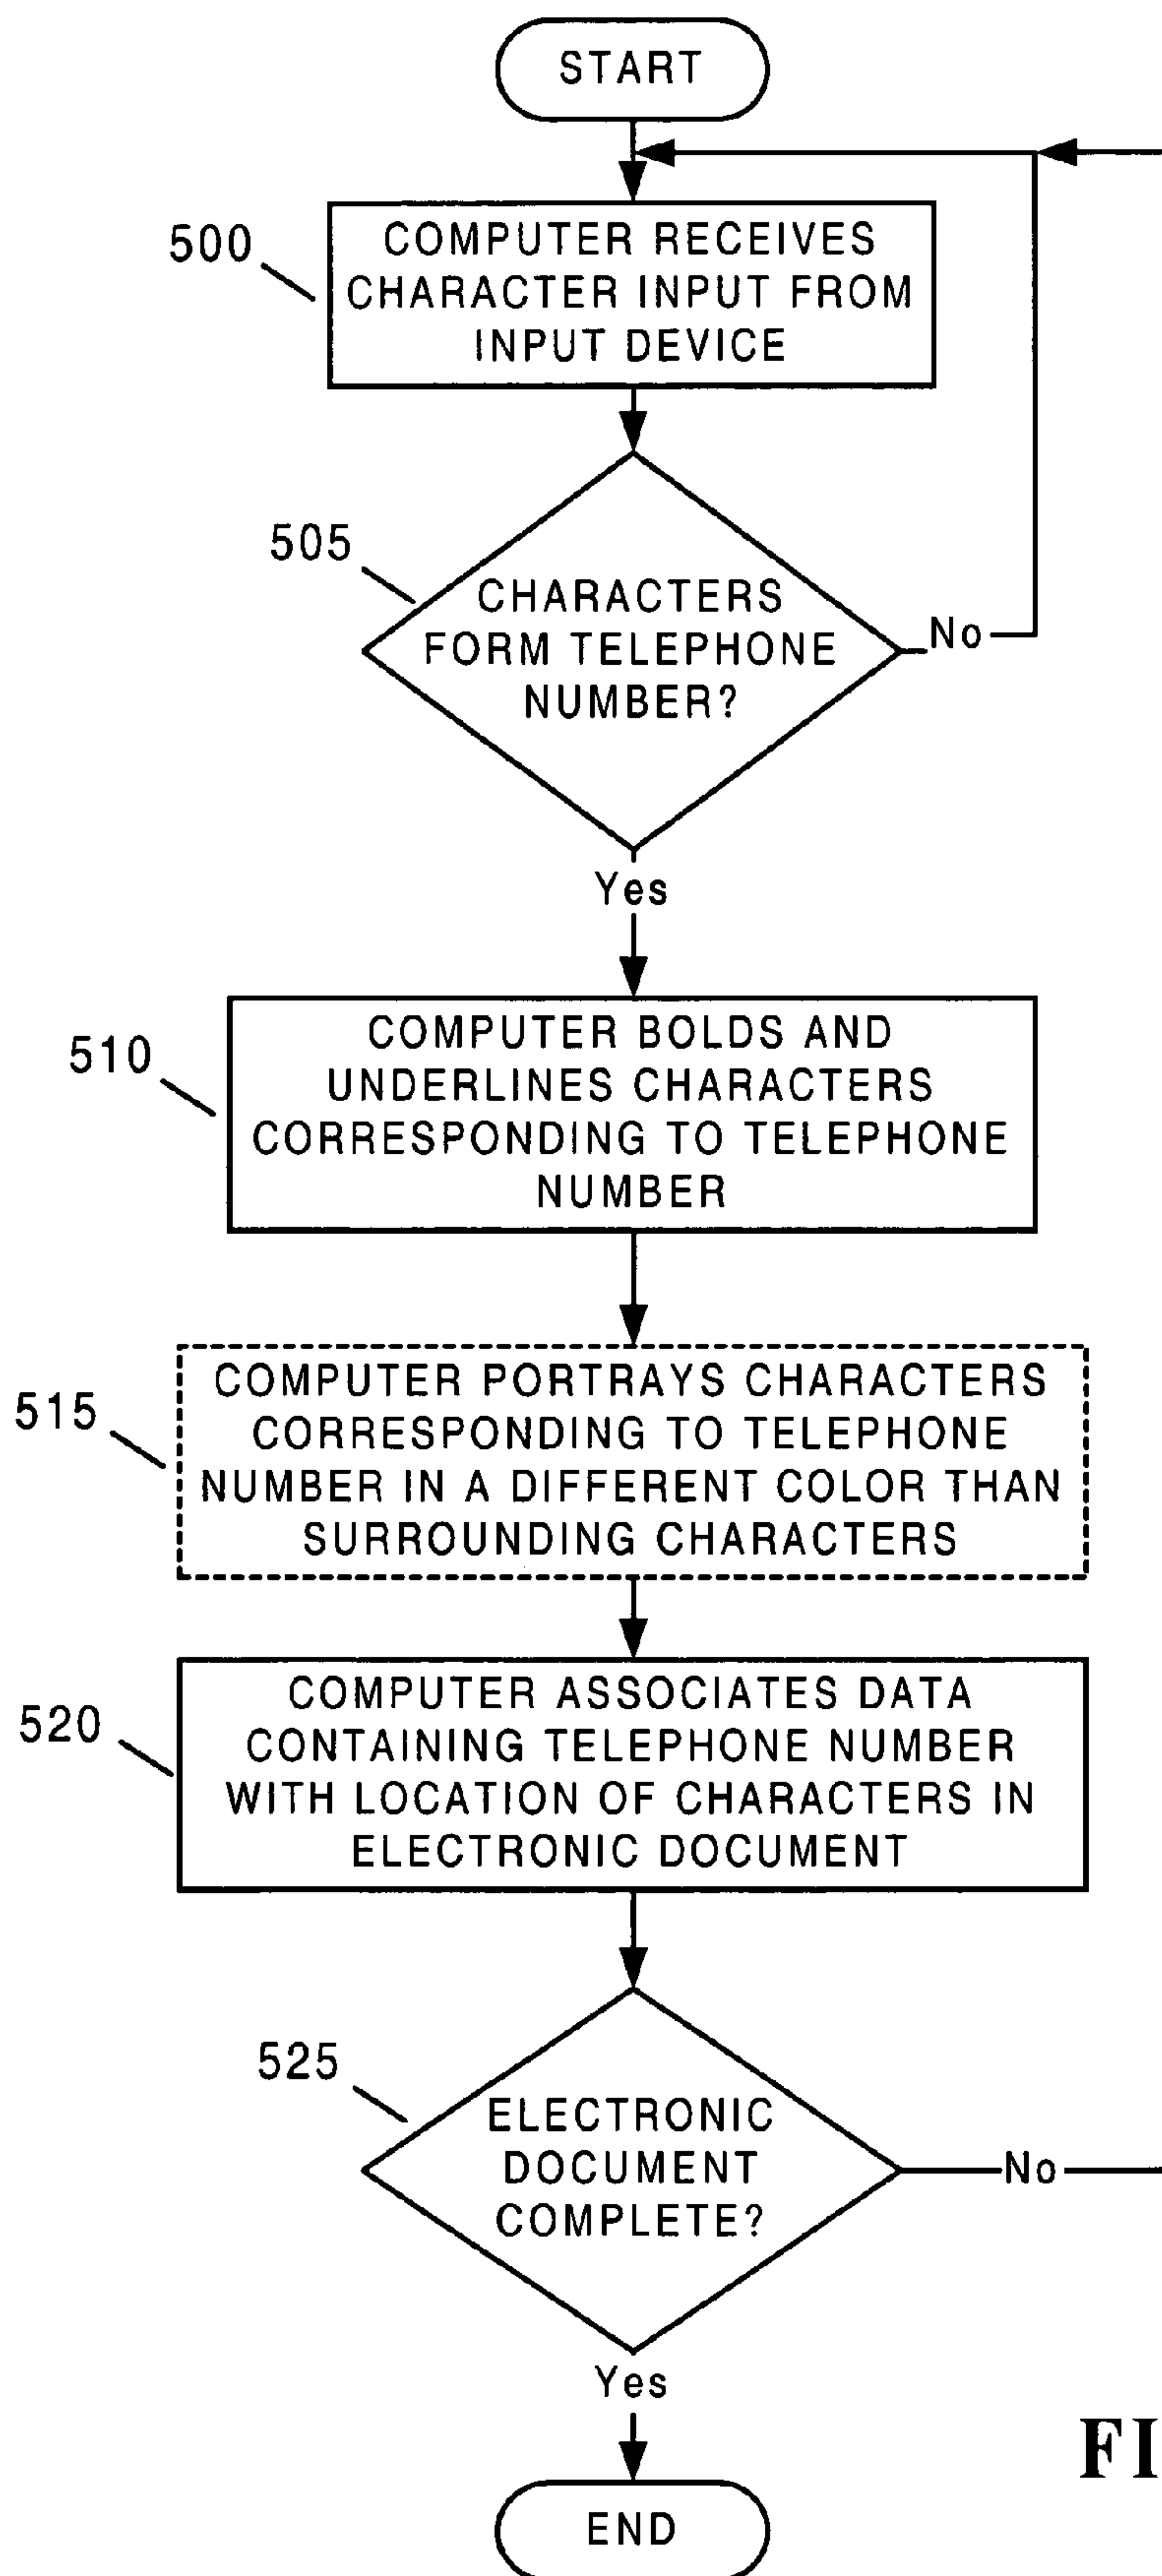 START
500
COMPUTER RECEIVES
CHARACTER INPUT FROM
INPUT DEVICE
505
CHARACTERS
FORM TELEPHONE
NUMBER?
No
Yes
510
COMPUTER BOLDS AND
UNDERLINES CHARACTERS
CORRESPONDING TO TELEPHONE
NUMBER
515
COMPUTER PORTRAYS CHARACTERS
CORRESPONDING TO TELEPHONE
NUMBER IN A DIFFERENT COLOR THAN
SURROUNDING CHARACTERS
520
COMPUTER ASSOCIATES DATA
CONTAINING TELEPHONE NUMBER
WITH LOCATION OF CHARACTERS IN
ELECTRONIC DOCUMENT
525
ELECTRONIC
DOCUMENT
COMPLETE?
No
Yes
FI
END